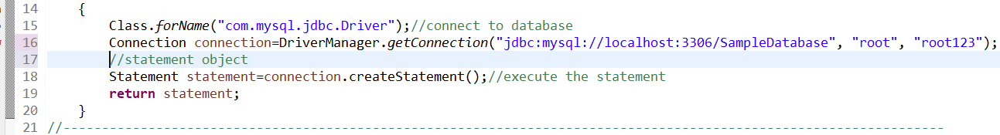 14 {
15 Class.forName("com.mysql.jdbc.Driver");//connect to database
16 Connection connection=DriverManager.getConnection("jdbc:mysql://localhost:3306/SampleDatabase", "root", "root123");
17 //statement object
18 Statement statement=connection.createStatement();//execute the statement
19 return statement;
20 }
21 //------------------------------------------------------------------------------------------------------------------